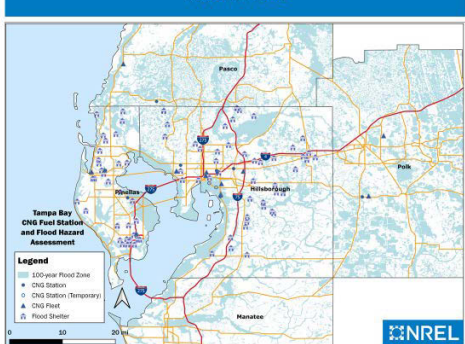 Pasco
Polk
Pinellas
Hillsborough
Tampa Bay
CNG Fuel Station
and Flood Hazard
Assessment
Legend
100-year Flood Zone
CNG Station
CNG Station (Temporary)
CNG Fleet
Flood Shelter
Manatee
0 10 20 mi
NREL